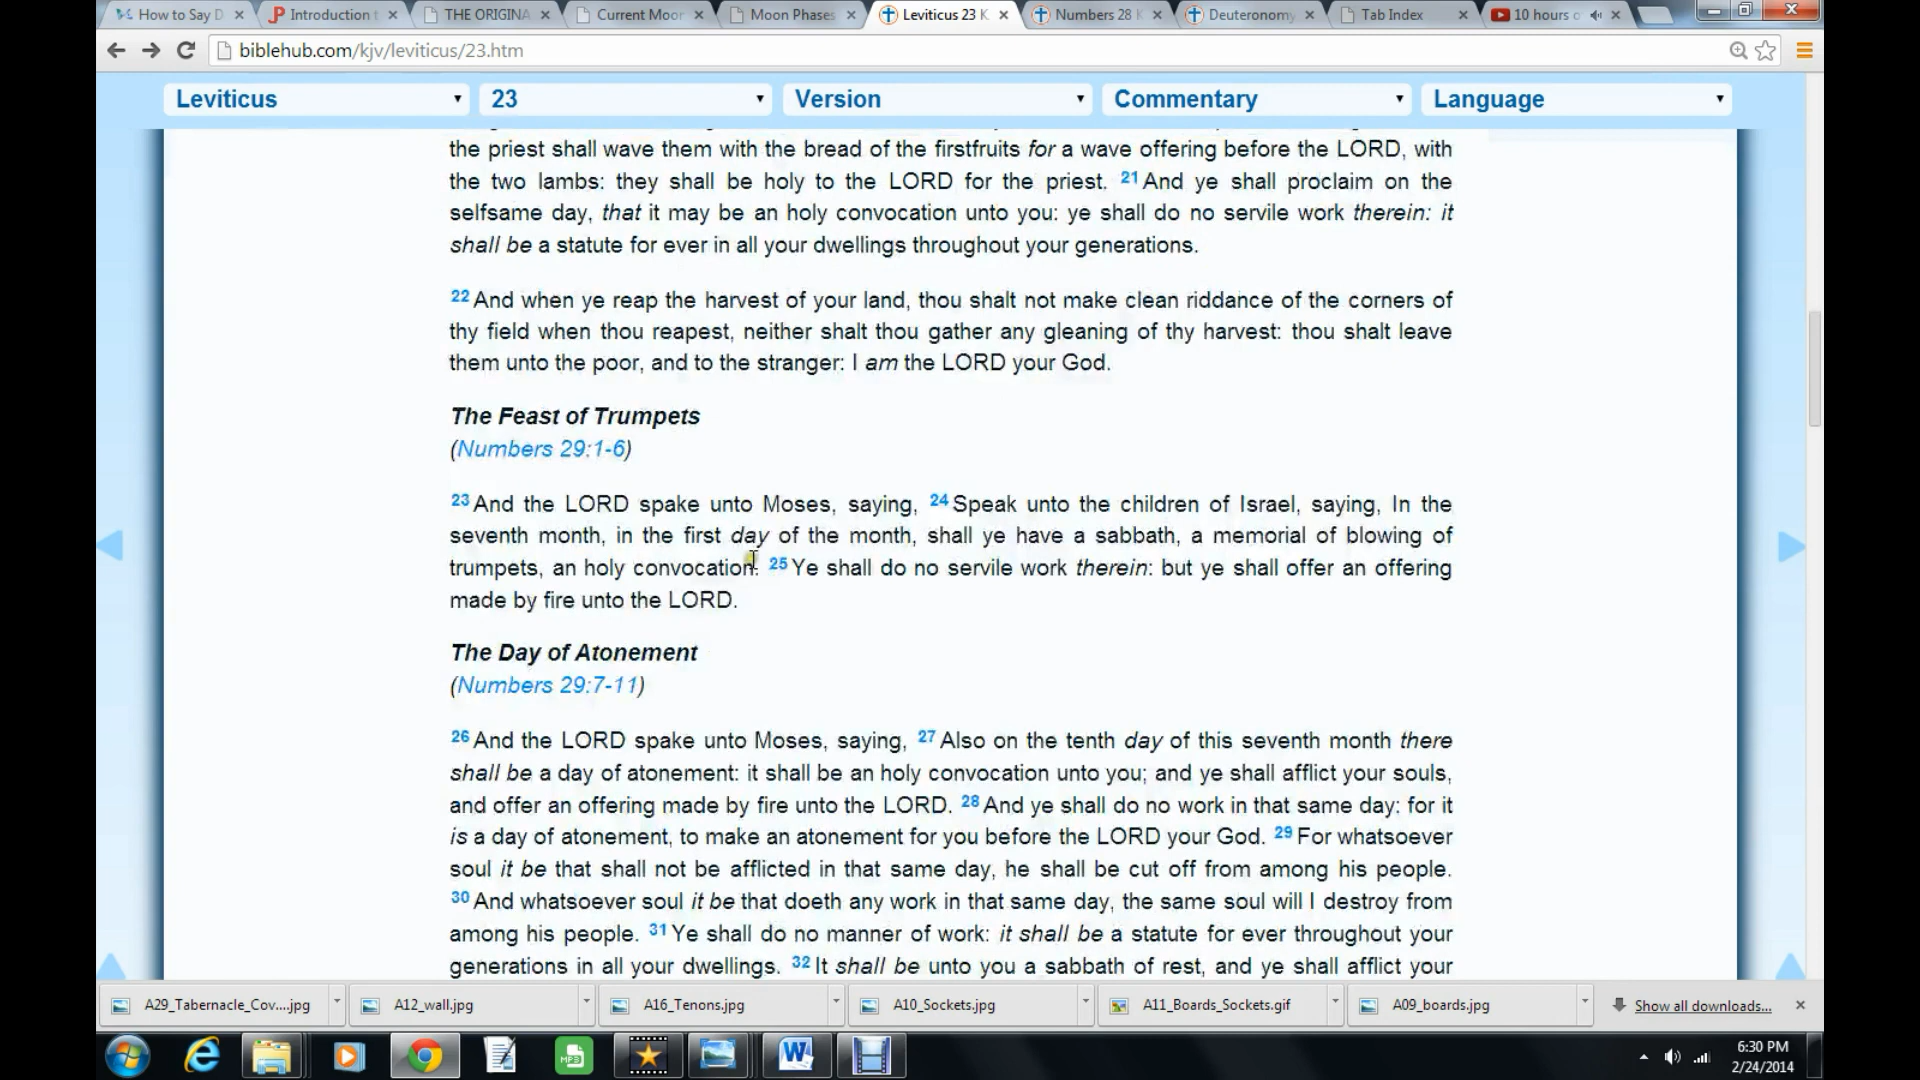 How to Say D
Introduction t
THE ORIGINA
Current Moon
Moon Phases
Leviticus 23 K
Numbers 28 K
Deuteronomy
Tab Index
10 hours o
biblehub.com/kjv/leviticus/23.htm
Leviticus
23
Version
Commentary
Language
the priest shall wave them with the bread of the firstfruits for a wave offering before the LORD, with
the two lambs: they shall be holy to the LORD for the priest. 21 And ye shall proclaim on the
selfsame day, that it may be an holy convocation unto you: ye shall do no servile work therein: it
shall be a statute for ever in all your dwellings throughout your generations.
22 And when ye reap the harvest of your land, thou shalt not make clean riddance of the corners of
thy field when thou reapest, neither shalt thou gather any gleaning of thy harvest: thou shalt leave
them unto the poor, and to the stranger: I am the LORD your God.
The Feast of Trumpets
(Numbers 29:1-6)
23 And the LORD spake unto Moses, saying, 24 Speak unto the children of Israel, saying, In the
seventh month, in the first day of the month, shall ye have a sabbath, a memorial of blowing of
trumpets, an holy convocation. 25 Ye shall do no servile work therein: but ye shall offer an offering
made by fire unto the LORD.
The Day of Atonement
(Numbers 29:7-11)
26 And the LORD spake unto Moses, saying, 27 Also on the tenth day of this seventh month there
shall be a day of atonement: it shall be an holy convocation unto you; and ye shall afflict your souls,
and offer an offering made by fire unto the LORD. 28 And ye shall do no work in that same day: for it
is a day of atonement, to make an atonement for you before the LORD your God. 29 For whatsoever
soul it be that shall not be afflicted in that same day, he shall be cut off from among his people.
30 And whatsoever soul it be that doeth any work in that same day, the same soul will I destroy from
among his people. 31 Ye shall do no manner of work: it shall be a statute for ever throughout your
generations in all your dwellings. 32 It shall be unto you a sabbath of rest, and ye shall afflict your
A29_Tabernacle_Cov....jpg
A12_wall.jpg
A16_Tenons.jpg
A10_Sockets.jpg
A11_Boards_Sockets.gif
A09_boards.jpg
Show all downloads...
MP3
W
6:30 PM
2/24/2014